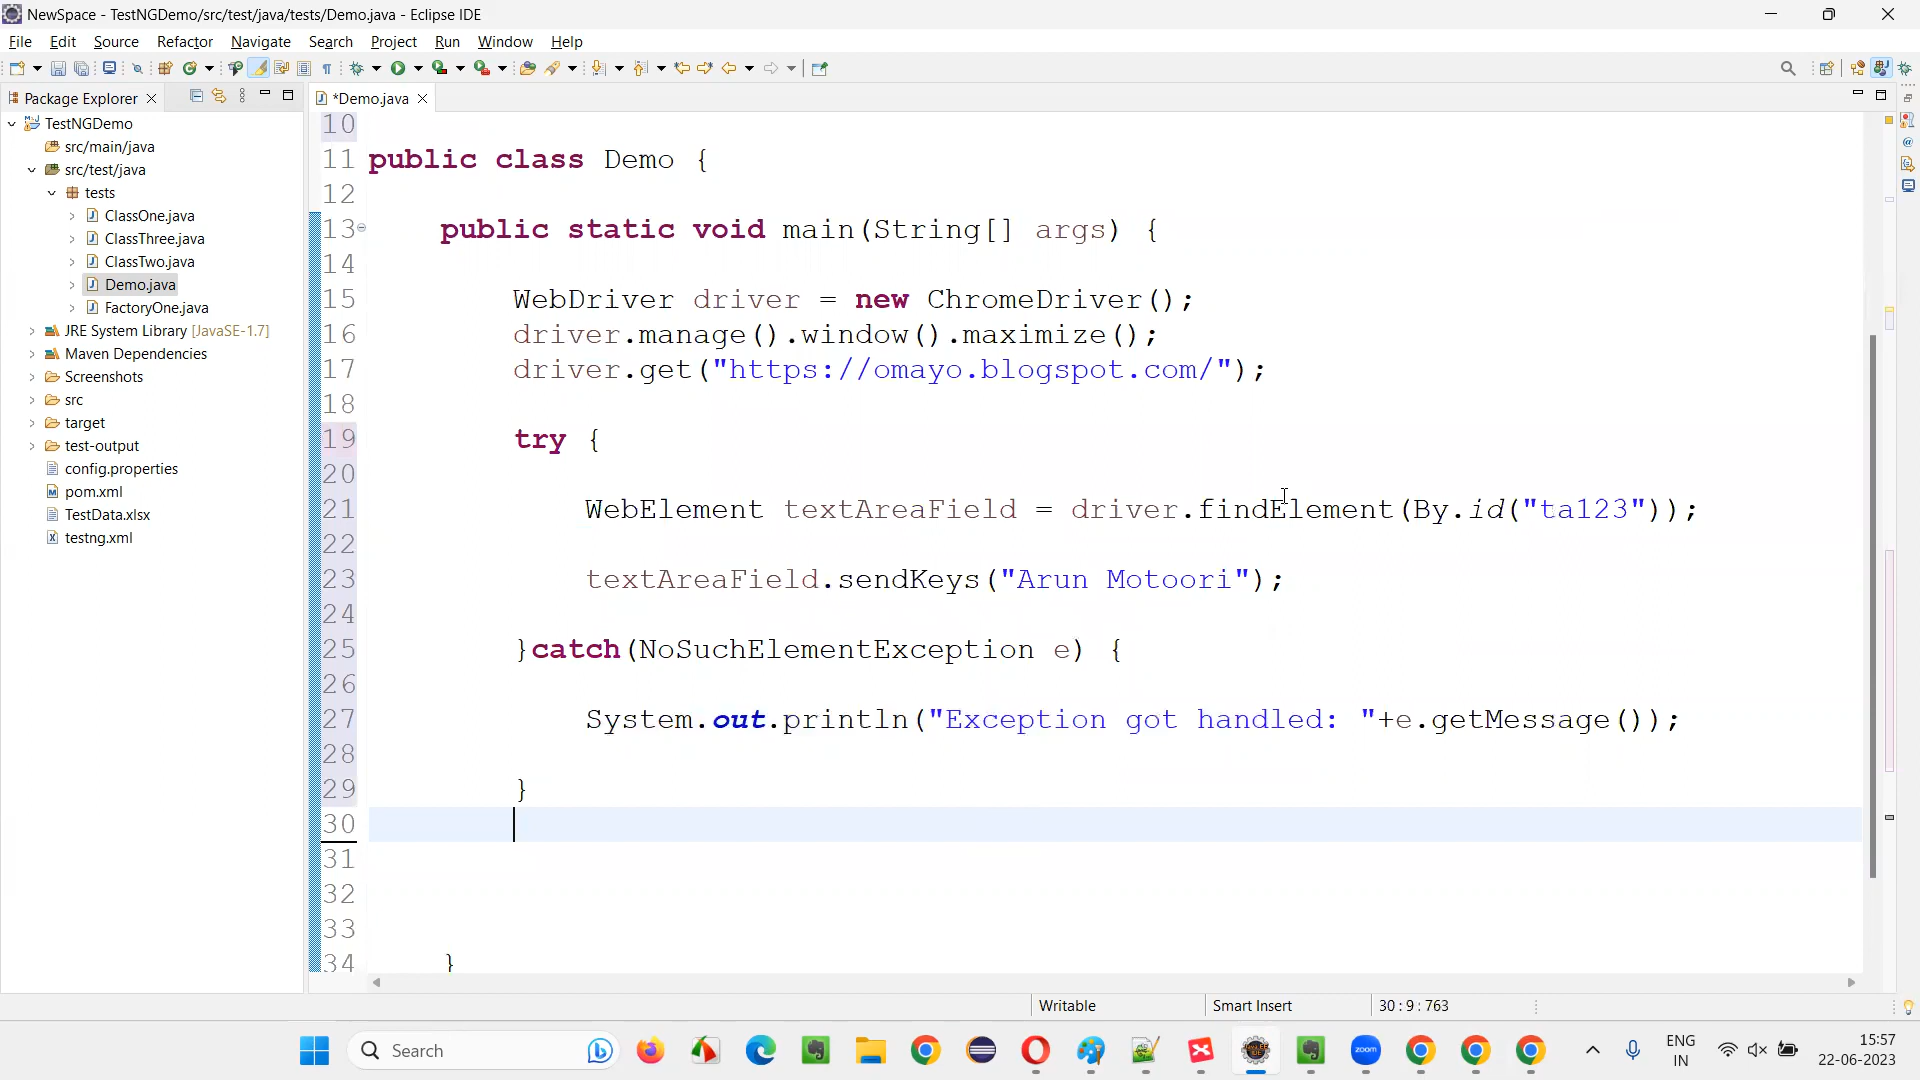 NewSpace - TestNGDemo/src/test/java/tests/Demo.java - Eclipse IDE
File Edit Source Refactor Navigate Search Project Run Window Help
Package Explorer
*Demo.java
TestNGDemo
src/main/java
src/test/java
tests
ClassOne.java
ClassThree.java
ClassTwo.java
Demo.java
FactoryOne.java
JRE System Library [JavaSE-1.7]
Maven Dependencies
Screenshots
src
target
test-output
config.properties
pom.xml
TestData.xlsx
testng.xml
10
11 public class Demo {
12
13 public static void main(String[] args) {
14
15 WebDriver driver = new ChromeDriver();
16 driver.manage().window().maximize();
17 driver.get("https://omayo.blogspot.com/");
18
19 try {
20
21 WebElement textAreaField = driver.findElement(By.id("ta123"));
22
23 textAreaField.sendKeys("Arun Motoori");
24
25 }catch(NoSuchElementException e) {
26
27 System.out.println("Exception got handled: "+e.getMessage());
28
29 }
30
31
32
33
34 }
Writable Smart Insert 30 : 9 : 763
Search
zoom
ENG
IN
15:57
22-06-2023